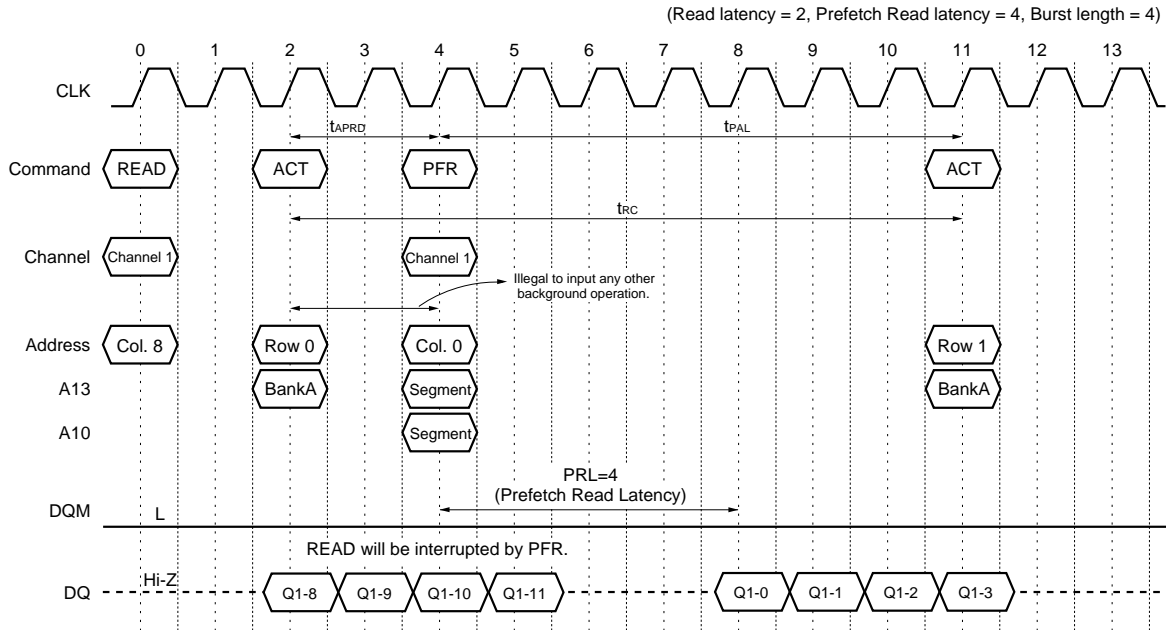 (Read latency = 2, Prefetch Read latency = 4, Burst length = 4)
0 1 2 3 4 5 6 7 8 9 10 11 12 13
CLK
tAPRD tPAL
Command READ ACT PFR ACT
tRC
Channel Channel 1 Channel 1
Illegal to input any other
background operation.
Address Col. 8 Row 0 Col. 0 Row 1
A13 BankA Segment BankA
A10 Segment
PRL=4
(Prefetch Read Latency)
DQM L
READ will be interrupted by PFR.
DQ Hi-Z Q1-8 Q1-9 Q1-10 Q1-11 Q1-0 Q1-1 Q1-2 Q1-3